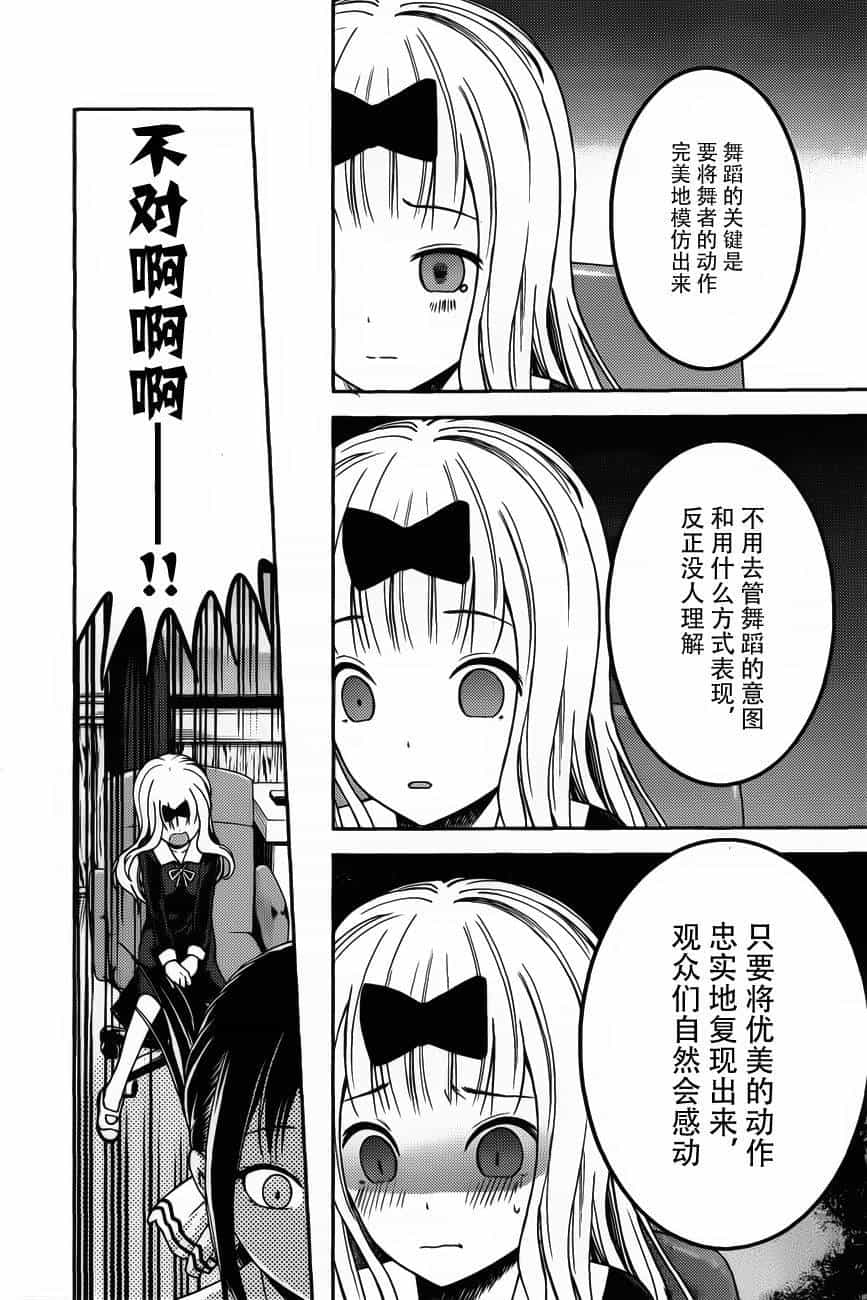 舞蹈的关键是
要将舞者的动作
完美地模仿出来
不用去管舞蹈的意图
和用什么方式表现，
反正没人理解
只要将优美的动作
忠实地复现出来，
观众们自然会感动
不对啊啊啊——!!